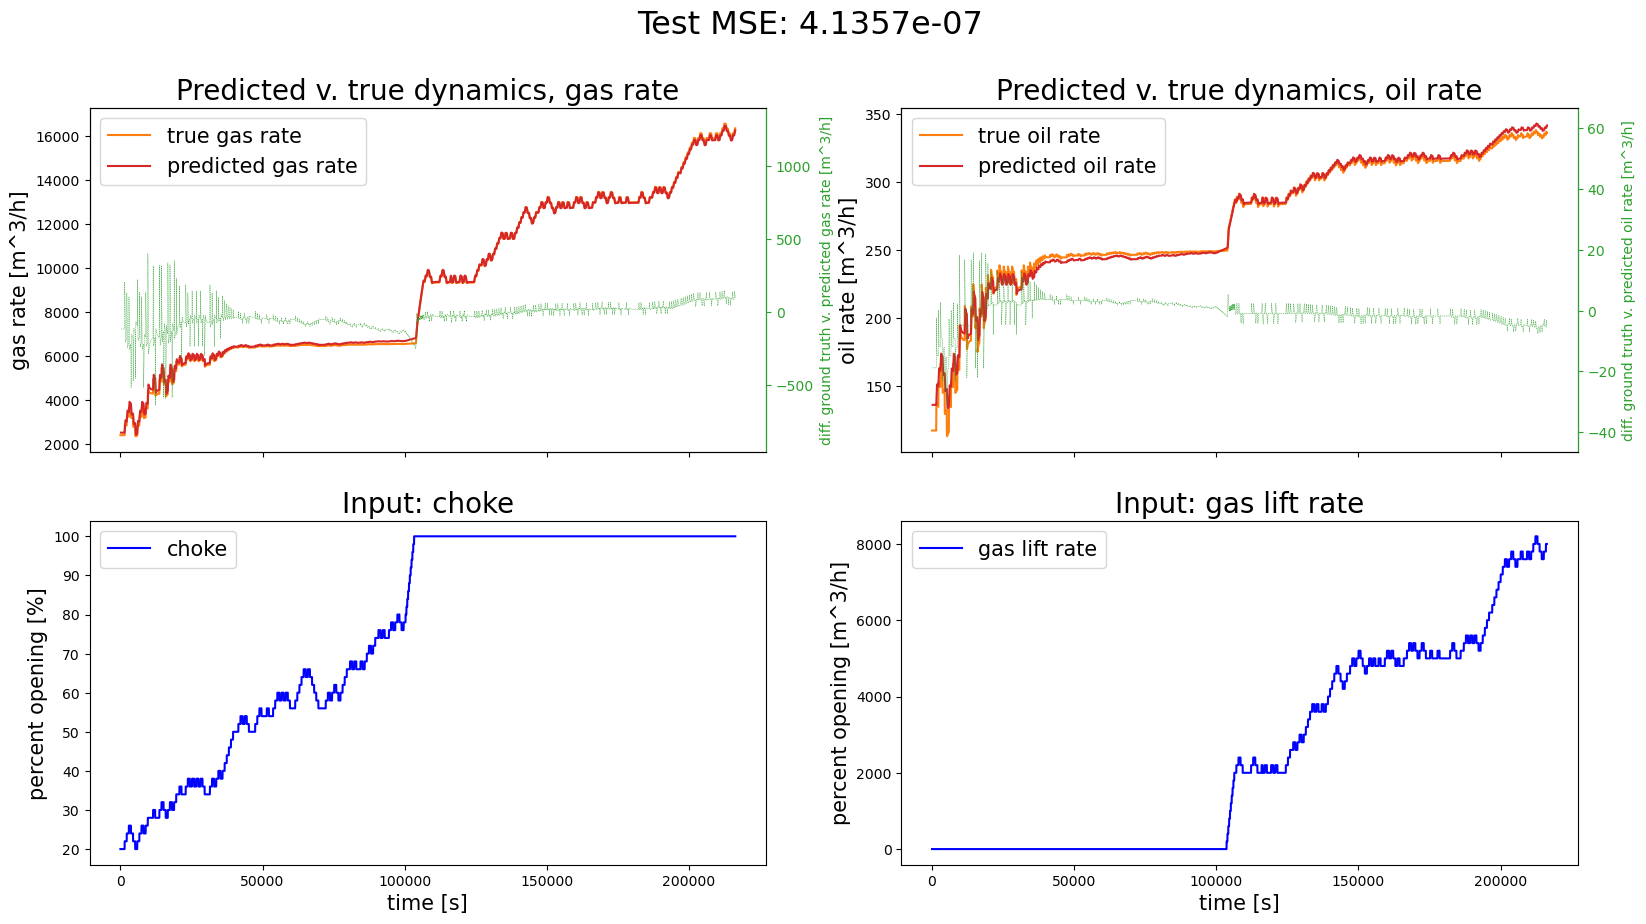 Test MSE: 4.1357e-07
Predicted v. true dynamics, gas rate
true gas rate
predicted gas rate
gas rate [m^3/h]
16000
14000
12000
10000
8000
6000
4000
2000
1000
500
0
−500
diff. ground truth v. predicted gas rate [m^3/h]
Predicted v. true dynamics, oil rate
true oil rate
predicted oil rate
oil rate [m^3/h]
350
300
250
200
150
60
40
20
0
−20
−40
diff. ground truth v. predicted oil rate [m^3/h]
Input: choke
choke
percent opening [%]
100
90
80
70
60
50
40
30
20
0
50000
100000
150000
200000
time [s]
Input: gas lift rate
gas lift rate
percent opening [m^3/h]
8000
6000
4000
2000
0
0
50000
100000
150000
200000
time [s]